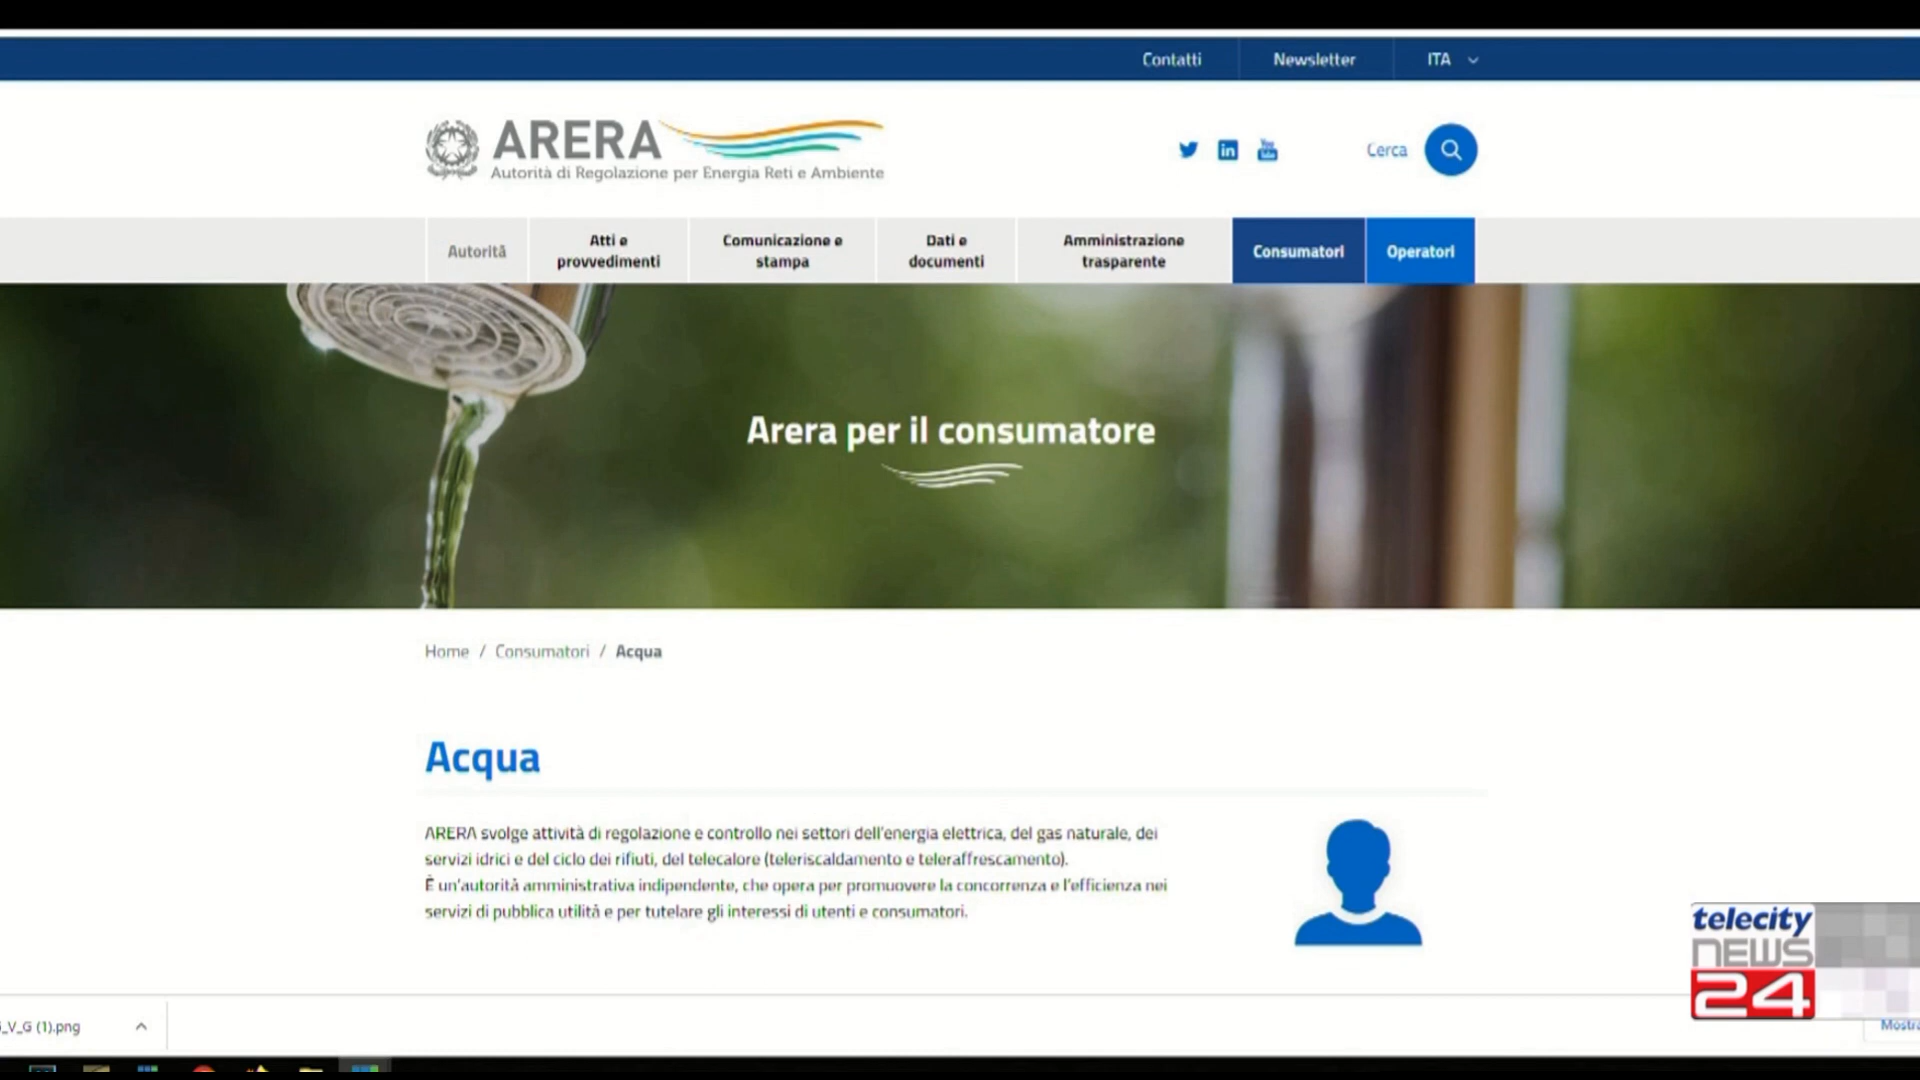 Contatti
Newsletter
ITA
ARERA
Autorità di Regolazione per Energia Reti e Ambiente
You
Tube
in
Cerca
Autorità
Atti e
provvedimenti
Comunicazione e
stampa
Dati e
documenti
Amministrazione
trasparente
Consumatori
Operatori
Arera per il consumatore
Home / Consumatori / Acqua
Acqua
ARERA svolge attività di regolazione e controllo nei settori dell'energia elettrica, del gas naturale, dei
servizi idrici e del ciclo dei rifiuti, del telecalore (teleriscaldamento e teleraffrescamento).
È un'autorità amministrativa indipendente, che opera per promuovere la concorrenza e l'efficienza nei
servizi di pubblica utilità e per tutelare gli interessi di utenti e consumatori.
telecity
NEWS
24
_V_G (1).png
Mostra